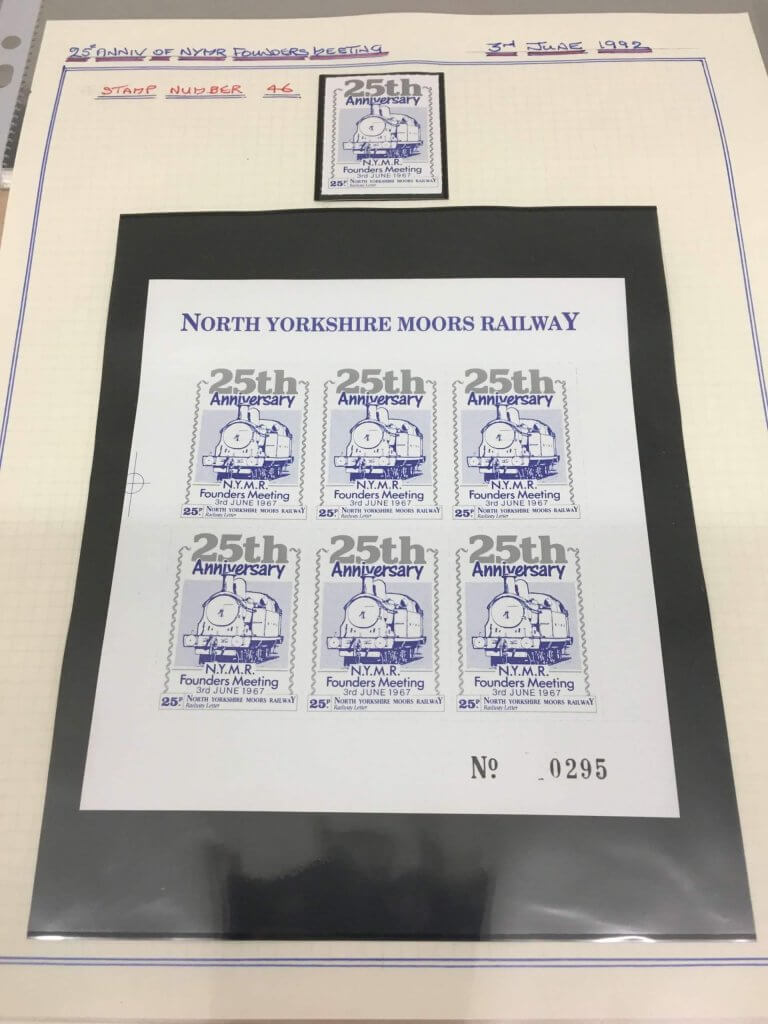 25th ANNIV OF NYMR FOUNDERS MEETING 3rd JUNE 1992
STAMP NUMBER 46
25th
Anniversary
N.Y.M.R.
Founders Meeting
3rd JUNE 1967
25P NORTH YORKSHIRE MOORS RAILWAY
Railway Letter
NORTH YORKSHIRE MOORS RAILWAY
25th 25th 25th
Anniversary Anniversary Anniversary
N.Y.M.R. N.Y.M.R. N.Y.M.R.
Founders Meeting Founders Meeting Founders Meeting
3rd JUNE 1967 3rd JUNE 1967 3rd JUNE 1967
25P NORTH YORKSHIRE MOORS RAILWAY 25P NORTH YORKSHIRE MOORS RAILWAY 25P NORTH YORKSHIRE MOORS RAILWAY
Railway Letter Railway Letter Railway Letter
25th 25th 25th
Anniversary Anniversary Anniversary
N.Y.M.R. N.Y.M.R. N.Y.M.R.
Founders Meeting Founders Meeting Founders Meeting
3rd JUNE 1967 3rd JUNE 1967 3rd JUNE 1967
25P NORTH YORKSHIRE MOORS RAILWAY 25P NORTH YORKSHIRE MOORS RAILWAY 25P NORTH YORKSHIRE MOORS RAILWAY
Railway Letter Railway Letter Railway Letter
No. 0295